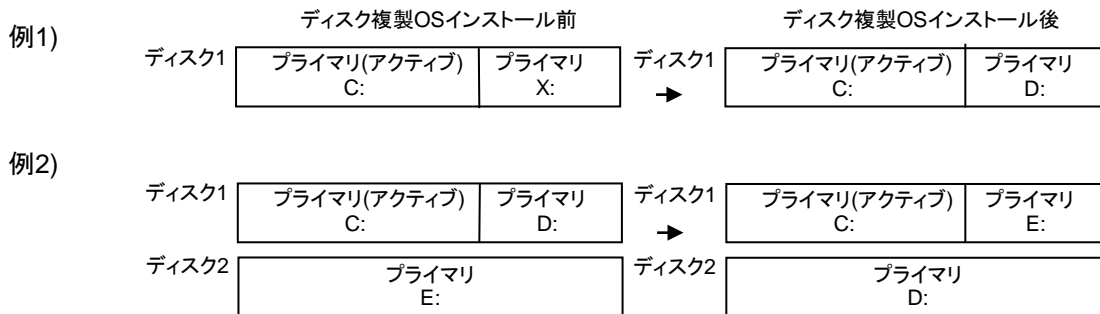 ディスク複製OSインストール前 ディスク複製OSインストール後
例1)
ディスク1 プライマリ(アクティブ) プライマリ ディスク1 プライマリ(アクティブ) プライマリ
C: X: → C: D:
例2)
ディスク1 プライマリ(アクティブ) プライマリ ディスク1 プライマリ(アクティブ) プライマリ
C: D: → C: E:
ディスク2 プライマリ ディスク2 プライマリ
E: D: